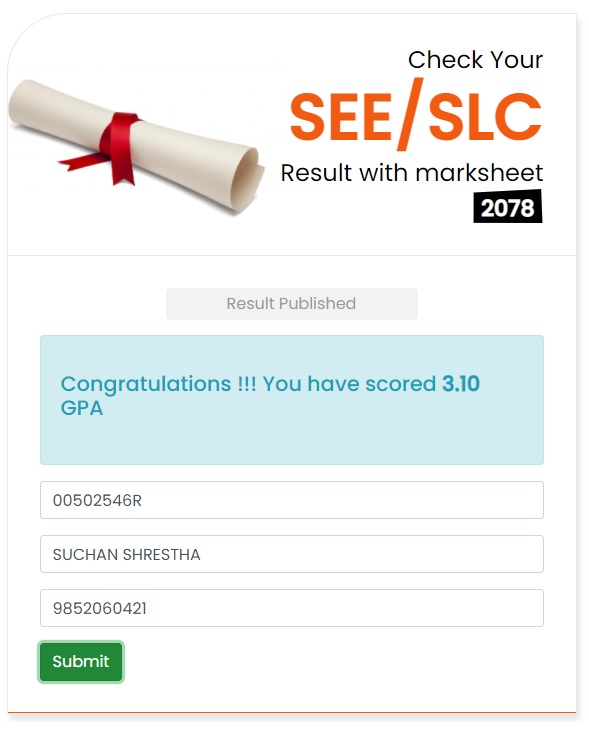 Check Your
SEE/SLC
Result with marksheet
2078
Result Published
Congratulations !!! You have scored 3.10
GPA
00502546R
SUCHAN SHRESTHA
9852060421
Submit